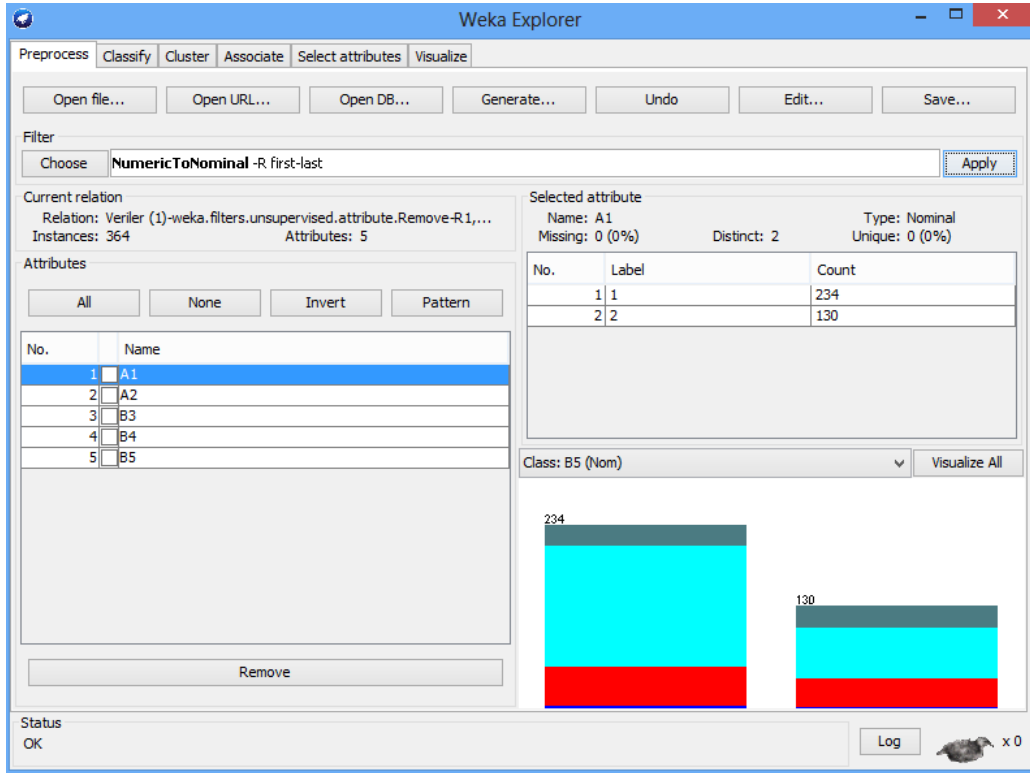 Weka Explorer
Preprocess Classify Cluster Associate Select attributes Visualize
Open file... Open URL... Open DB... Generate... Undo Edit... Save...
Filter
Choose NumericToNominal -R first-last Apply
Current relation
Relation: Veriler (1)-weka.filters.unsupervised.attribute.Remove-R1,...
Instances: 364 Attributes: 5
Attributes
All None Invert Pattern
No. Name
1 A1
2 A2
3 B3
4 B4
5 B5
Remove
Selected attribute
Name: A1 Type: Nominal
Missing: 0 (0%) Distinct: 2 Unique: 0 (0%)
No. Label Count
1 1 234
2 2 130
Class: B5 (Nom) Visualize All
234
130
Status
OK
Log x 0